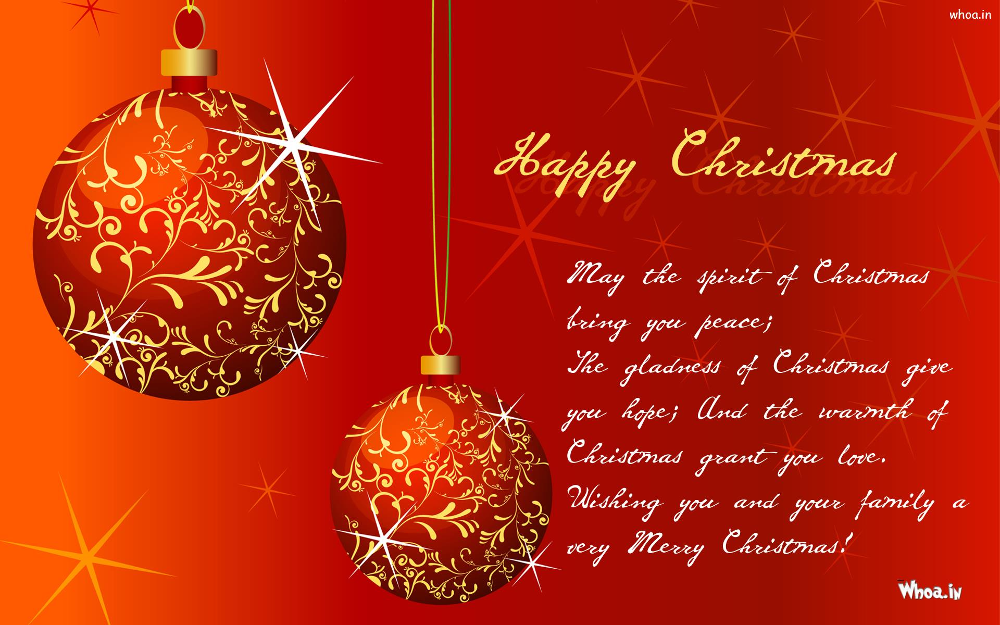 whoa.in
Happy Christmas
May the spirit of Christmas
bring you peace;
The gladness of Christmas give
you hope; And the warmth of
Christmas grant you love.
Wishing you and your family a
very Merry Christmas!
Whoa.in